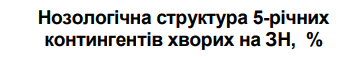 Нозологічна структура 5-річних
контингентів хворих на ЗН, %